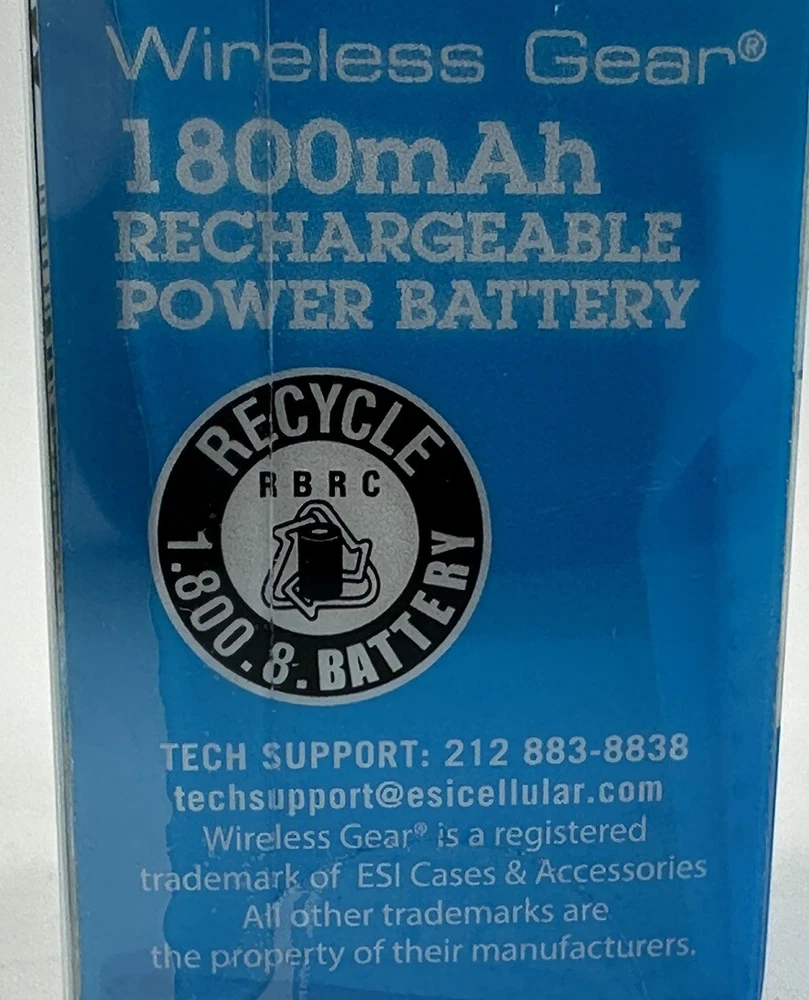 Wireless Gear®
1800mAh
RECHARGEABLE
POWER BATTERY
RECYCLE
RBRC
1.800.8.BATTERY
TECH SUPPORT: 212 883-8838
techsupport@esicellular.com
Wireless Gear® is a registered
trademark of ESI Cases & Accessories
All other trademarks are
the property of their manufacturers.